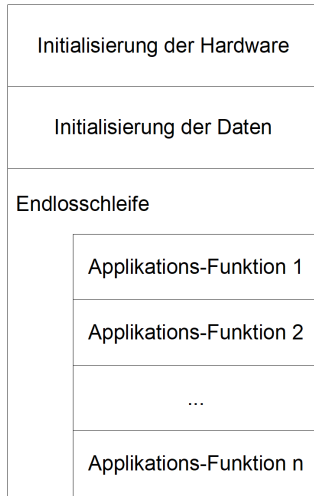 Initialisierung der Hardware
Initialisierung der Daten
Endlosschleife
Applikations-Funktion 1
Applikations-Funktion 2
...
Applikations-Funktion n